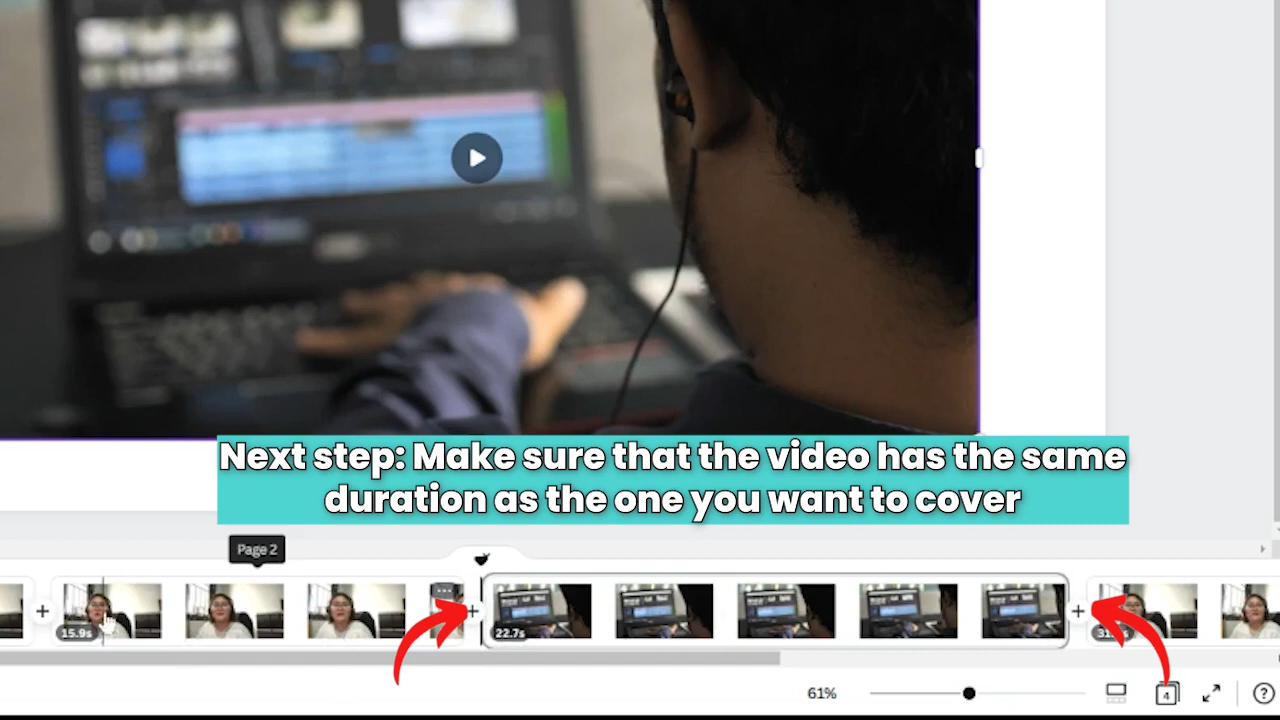 Next step: Make sure that the video has the same
duration as the one you want to cover
Page 2
15.9s
22.7s
61%
4